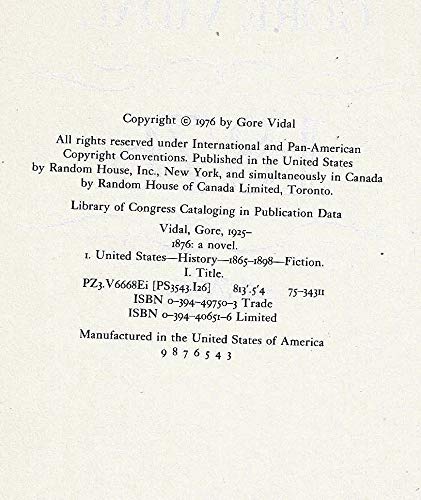 Copyright © 1976 by Gore Vidal
All rights reserved under International and Pan-American
Copyright Conventions. Published in the United States
by Random House, Inc., New York, and simultaneously in Canada
by Random House of Canada Limited, Toronto.
Library of Congress Cataloging in Publication Data
Vidal, Gore, 1925–
1876: a novel.
1. United States—History—1865–1898—Fiction.
I. Title.
PZ3.V6668Ei [PS3543.I26] 813'.5'4 75-34311
ISBN 0-394-49750-3 Trade
ISBN 0-394-40651-6 Limited
Manufactured in the United States of America
9 8 7 6 5 4 3